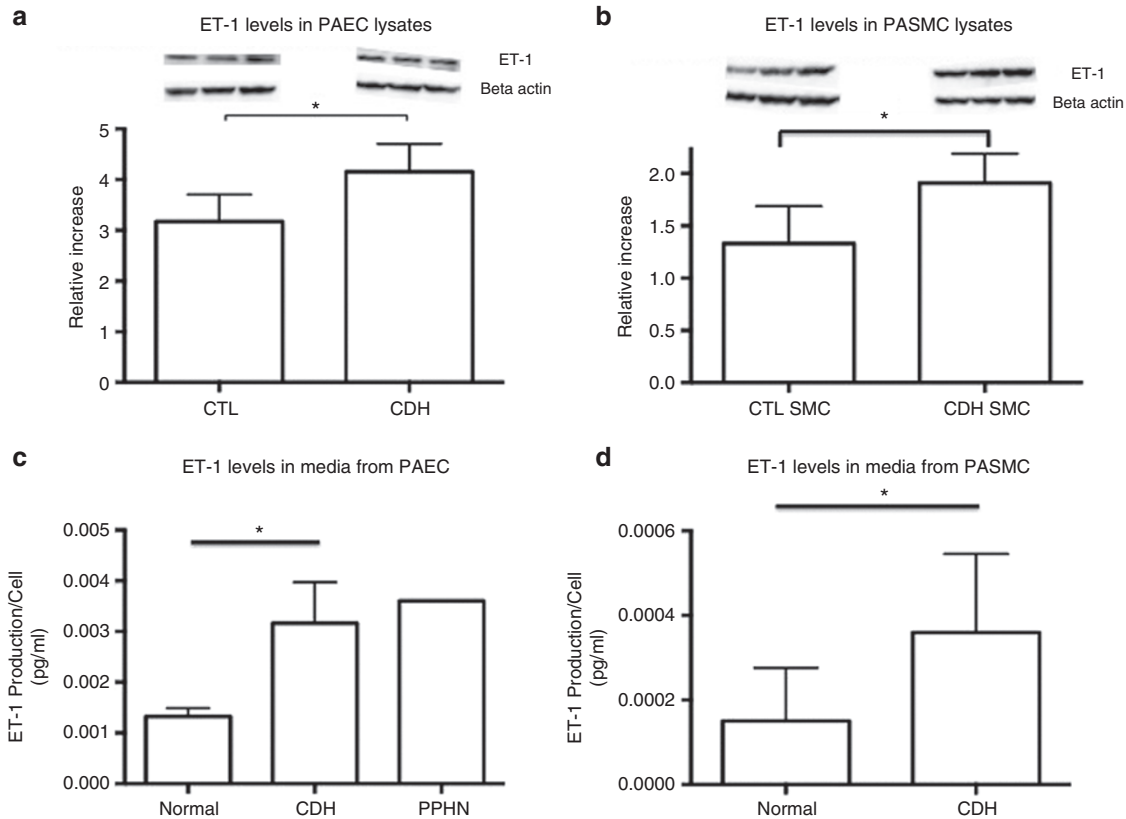 a
ET-1 levels in PAEC lysates
ET-1
Beta actin
*
5
4
3
2
1
0
Relative increase
CTL
CDH
b
ET-1 levels in PASMC lysates
ET-1
Beta actin
*
2.0
1.5
1.0
0.5
0.0
Relative increase
CTL SMC
CDH SMC
c
ET-1 levels in media from PAEC
*
0.005
0.004
0.003
0.002
0.001
0.000
ET-1 Production/Cell
(pg/ml)
Normal
CDH
PPHN
d
ET-1 levels in media from PASMC
*
0.0006
0.0004
0.0002
0.0000
ET-1 Production/Cell
(pg/ml)
Normal
CDH